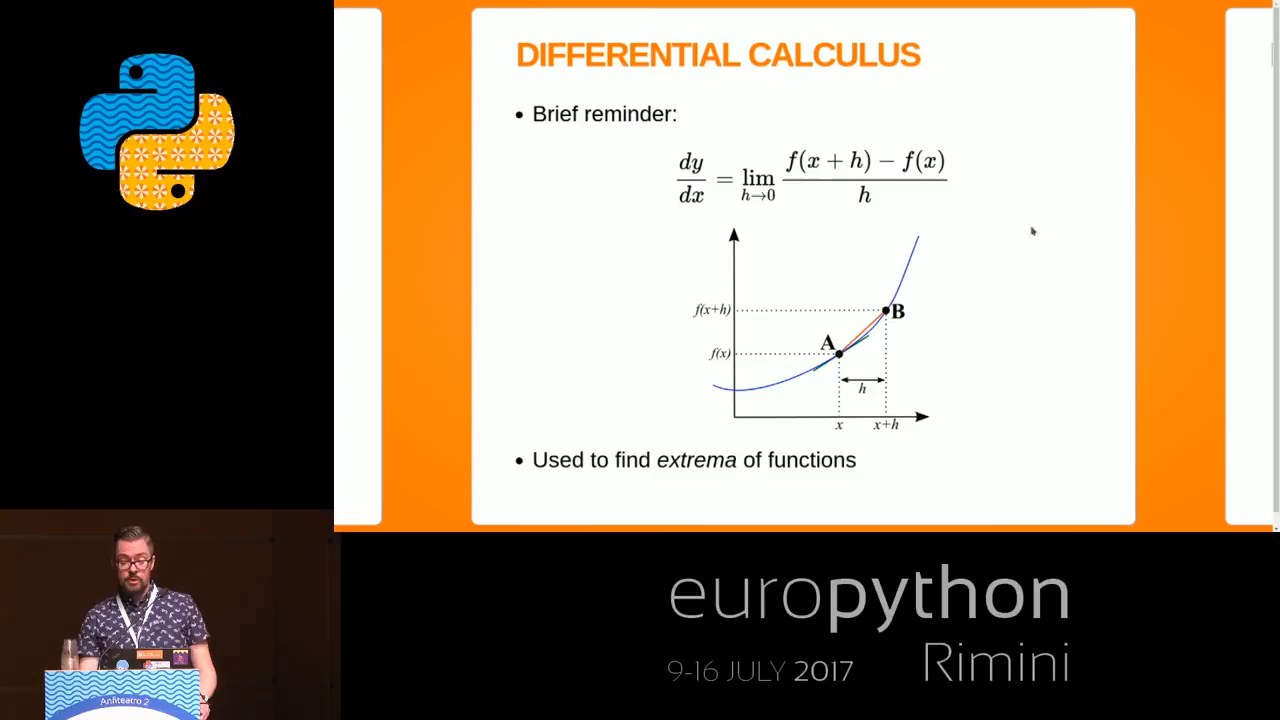 DIFFERENTIAL CALCULUS
• Brief reminder:
dy/dx = lim h→0 f(x + h) − f(x) / h
f(x+h)
B
A
f(x)
h
x
x+h
• Used to find extrema of functions
europython
Rimini
9-16 JULY 2017
Anfiteatro 2